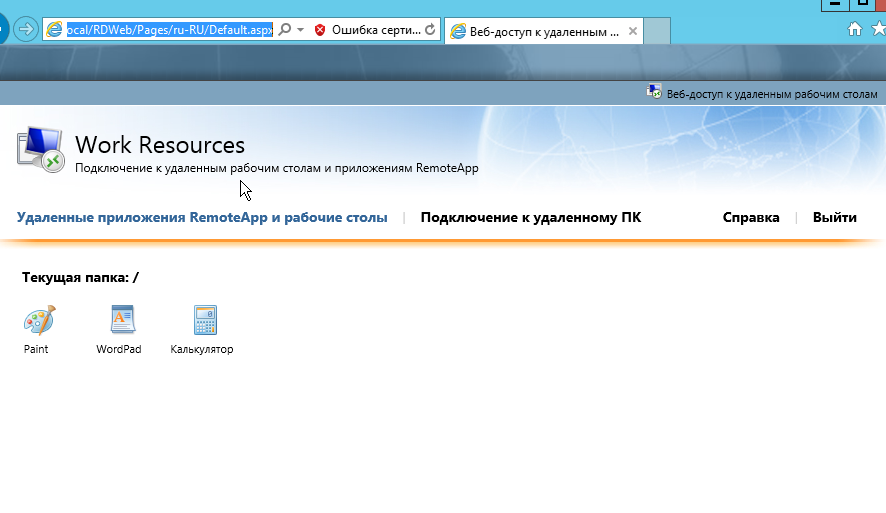 ocal/RDWeb/Pages/ru-RU/Default.aspx
Ошибка серти...
Веб-доступ к удаленным ...
Веб-доступ к удаленным рабочим столам
Work Resources
Подключение к удаленным рабочим столам и приложениям RemoteApp
Удаленные приложения RemoteApp и рабочие столы | Подключение к удаленному ПК
Справка | Выйти
Текущая папка: /
Paint
WordPad
Калькулятор